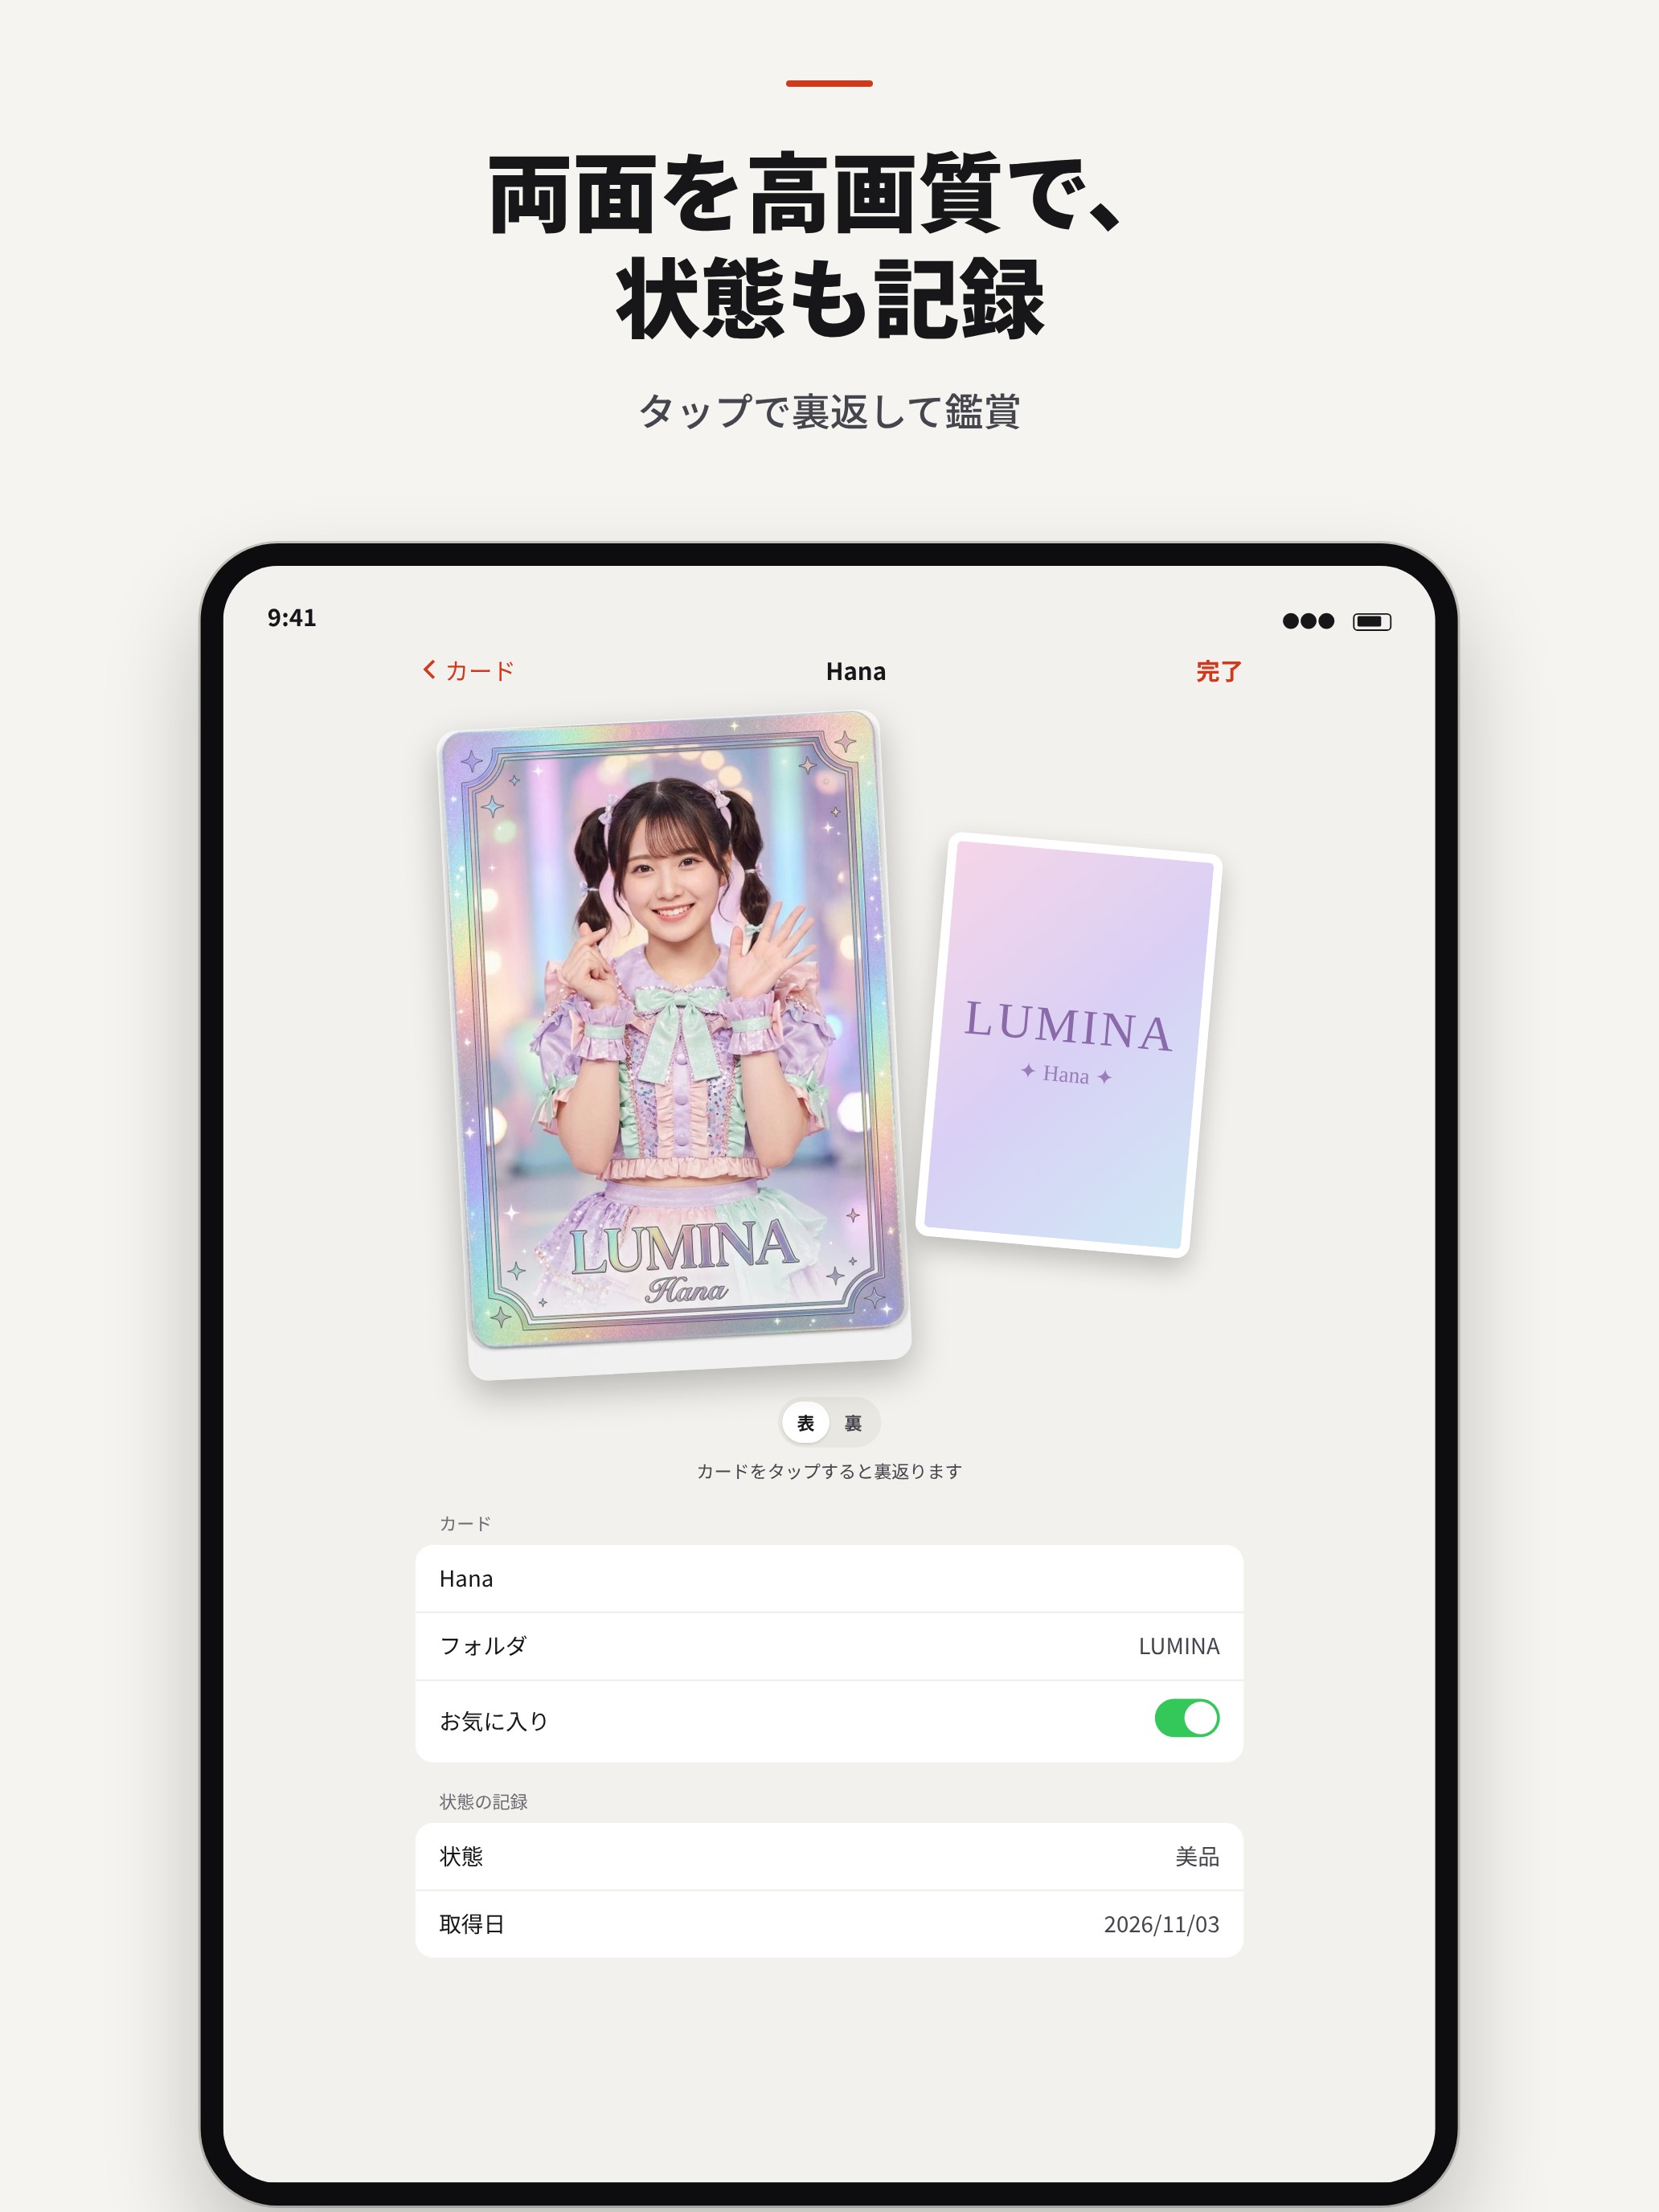 両面を高画質で、
状態も記録
タップで裏返して鑑賞
9:41
カード
Hana
完了
LUMINA
Hana
LUMINA
✦ Hana ✦
表 裏
カードをタップすると裏返ります
カード
Hana
フォルダ LUMINA
お気に入り
状態の記録
状態 美品
取得日 2026/11/03